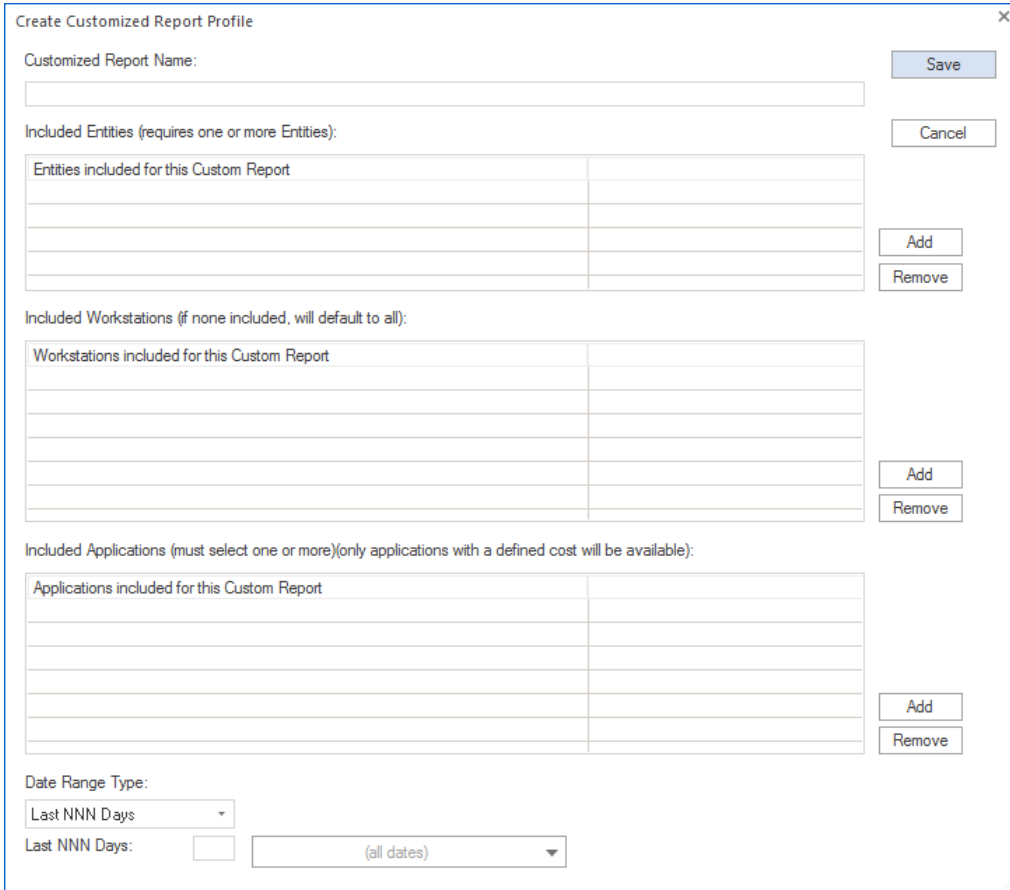 Create Customized Report Profile
Customized Report Name:
Save
Included Entities (requires one or more Entities):
Cancel
Entities included for this Custom Report
Add
Remove
Included Workstations (if none included, will default to all):
Workstations included for this Custom Report
Add
Remove
Included Applications (must select one or more)(only applications with a defined cost will be available):
Applications included for this Custom Report
Add
Remove
Date Range Type:
Last NNN Days
Last NNN Days:
(all dates)